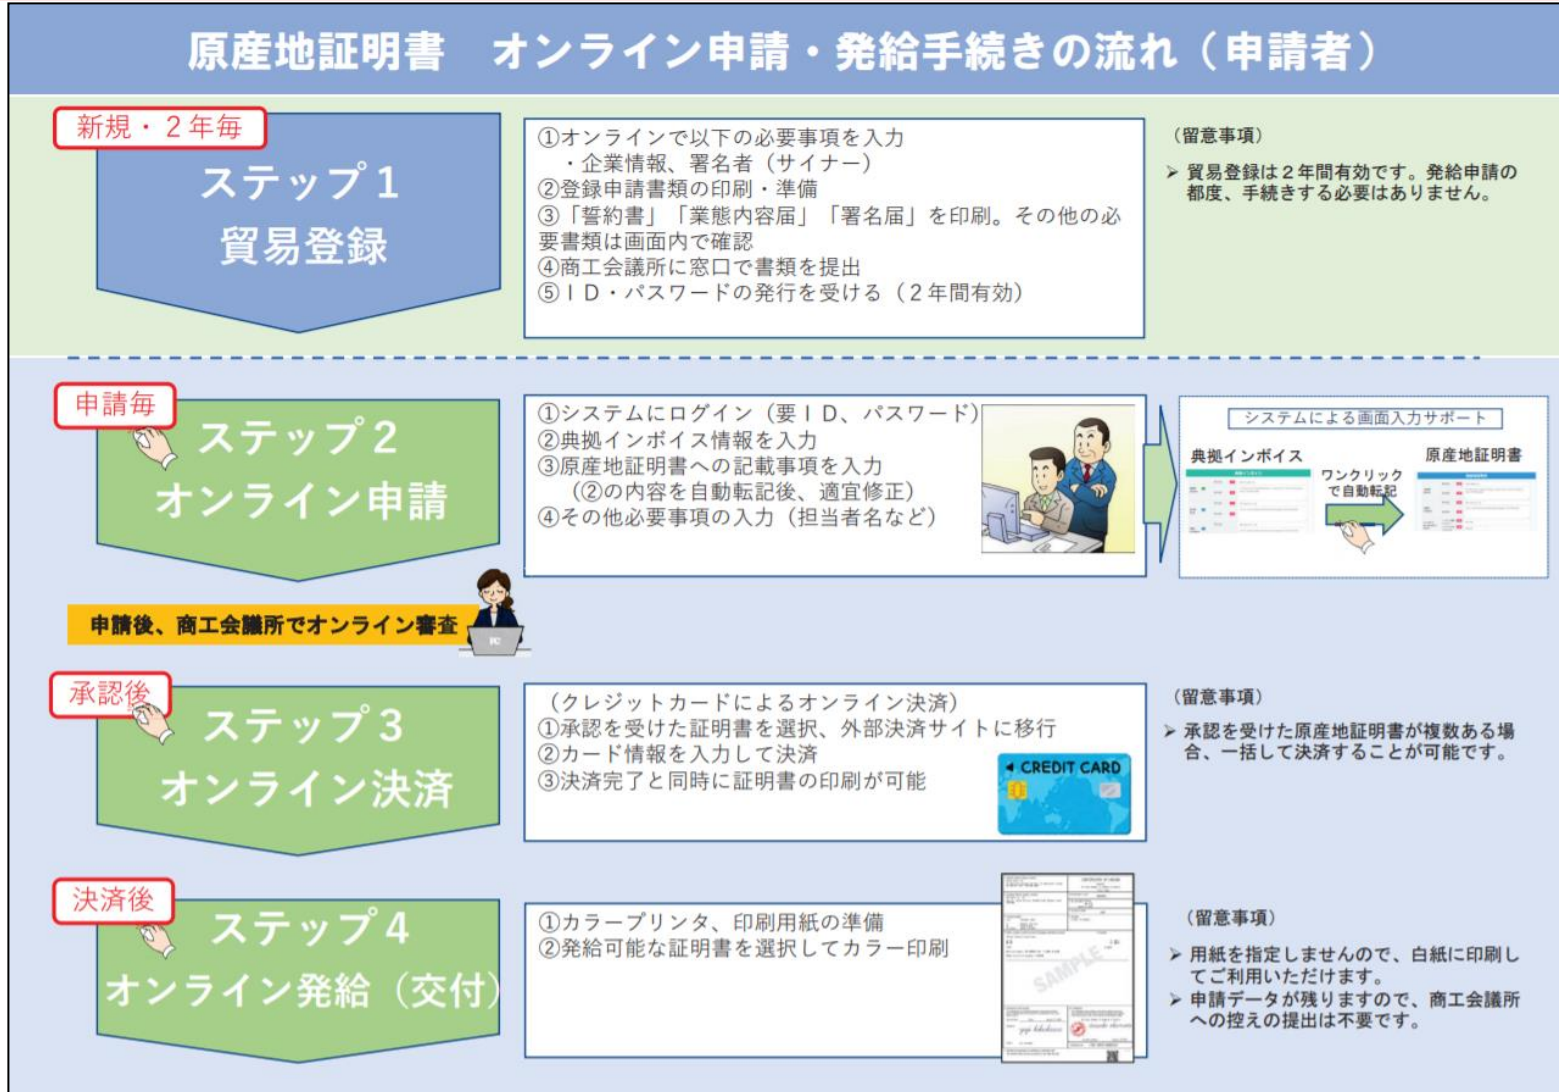 原産地証明書　オンライン申請・発給手続きの流れ（申請者）
新規・２年毎
ステップ１
貿易登録
①オンラインで以下の必要事項を入力
・企業情報、署名者（サイナー）
②登録申請書類の印刷・準備
③「誓約書」「業態内容届」「署名届」を印刷。その他の必
要書類は画面内で確認
④商工会議所に窓口で書類を提出
⑤ＩＤ・パスワードの発行を受ける（２年間有効）
（留意事項）
➢ 貿易登録は２年間有効です。発給申請の
都度、手続きする必要はありません。
申請毎
ステップ２
オンライン申請
①システムにログイン（要ＩＤ、パスワード）
②典拠インボイス情報を入力
③原産地証明書への記載事項を入力
（②の内容を自動転記後、適宜修正）
④その他必要事項の入力（担当者名など）
システムによる画面入力サポート
典拠インボイス
ワンクリック
で自動転記
原産地証明書
申請後、商工会議所でオンライン審査
PC
承認後
ステップ３
オンライン決済
（クレジットカードによるオンライン決済）
①承認を受けた証明書を選択、外部決済サイトに移行
②カード情報を入力して決済
③決済完了と同時に証明書の印刷が可能
CREDIT CARD
（留意事項）
➢ 承認を受けた原産地証明書が複数ある場
合、一括して決済することが可能です。
決済後
ステップ４
オンライン発給（交付）
①カラープリンタ、印刷用紙の準備
②発給可能な証明書を選択してカラー印刷
SAMPLE
（留意事項）
➢ 用紙を指定しませんので、白紙に印刷し
てご利用いただけます。
➢ 申請データが残りますので、商工会議所
への控えの提出は不要です。